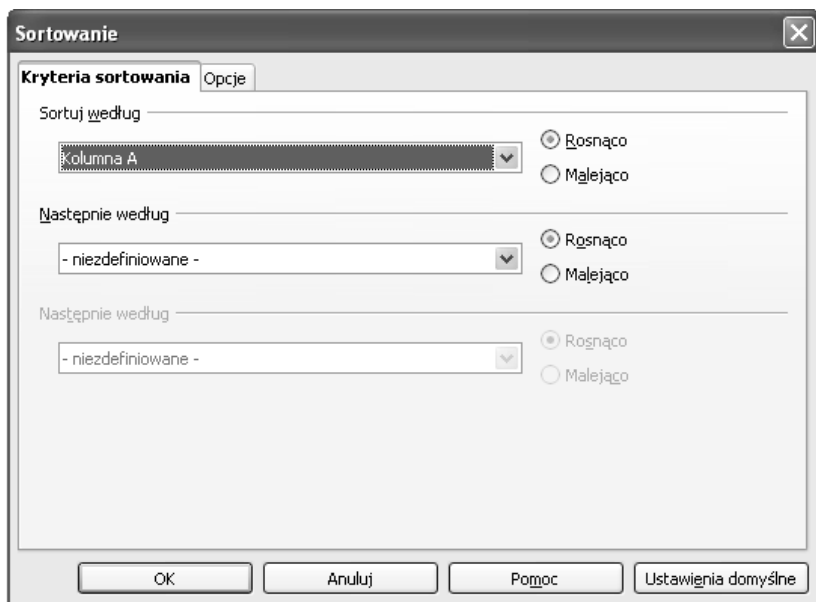 Sortowanie
Kryteria sortowania Opcje
Sortuj według
Kolumna A
Rosnąco
Malejąco
Następnie według
- niezdefiniowane -
Rosnąco
Malejąco
Następnie według
- niezdefiniowane -
Rosnąco
Malejąco
OK Anuluj Pomoc Ustawienia domyślne